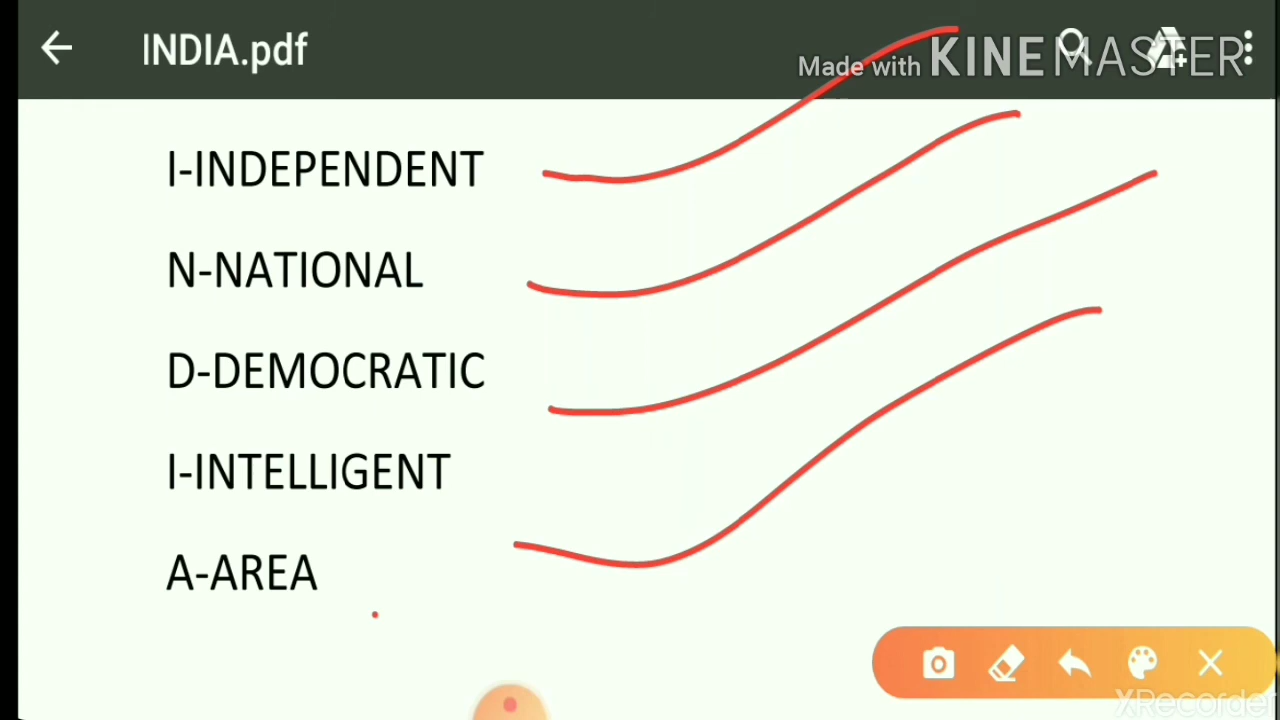 INDIA.pdf
Made with KINEMASTER
I-INDEPENDENT
N-NATIONAL
D-DEMOCRATIC
I-INTELLIGENT
A-AREA
XRecorder